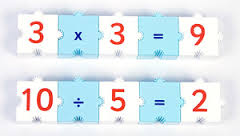 3 x 3 = 9
10 ÷ 5 = 2